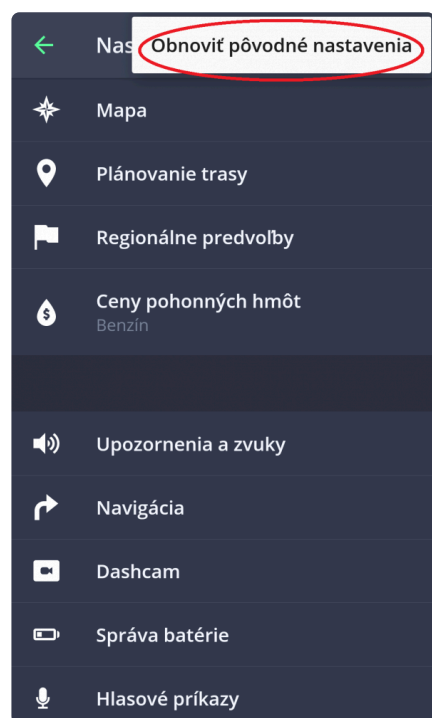 Nas
Obnoviť pôvodné nastavenia
Mapa
Plánovanie trasy
Regionálne predvoľby
Ceny pohonných hmôt
Benzín
Upozornenia a zvuky
Navigácia
Dashcam
Správa batérie
Hlasové príkazy